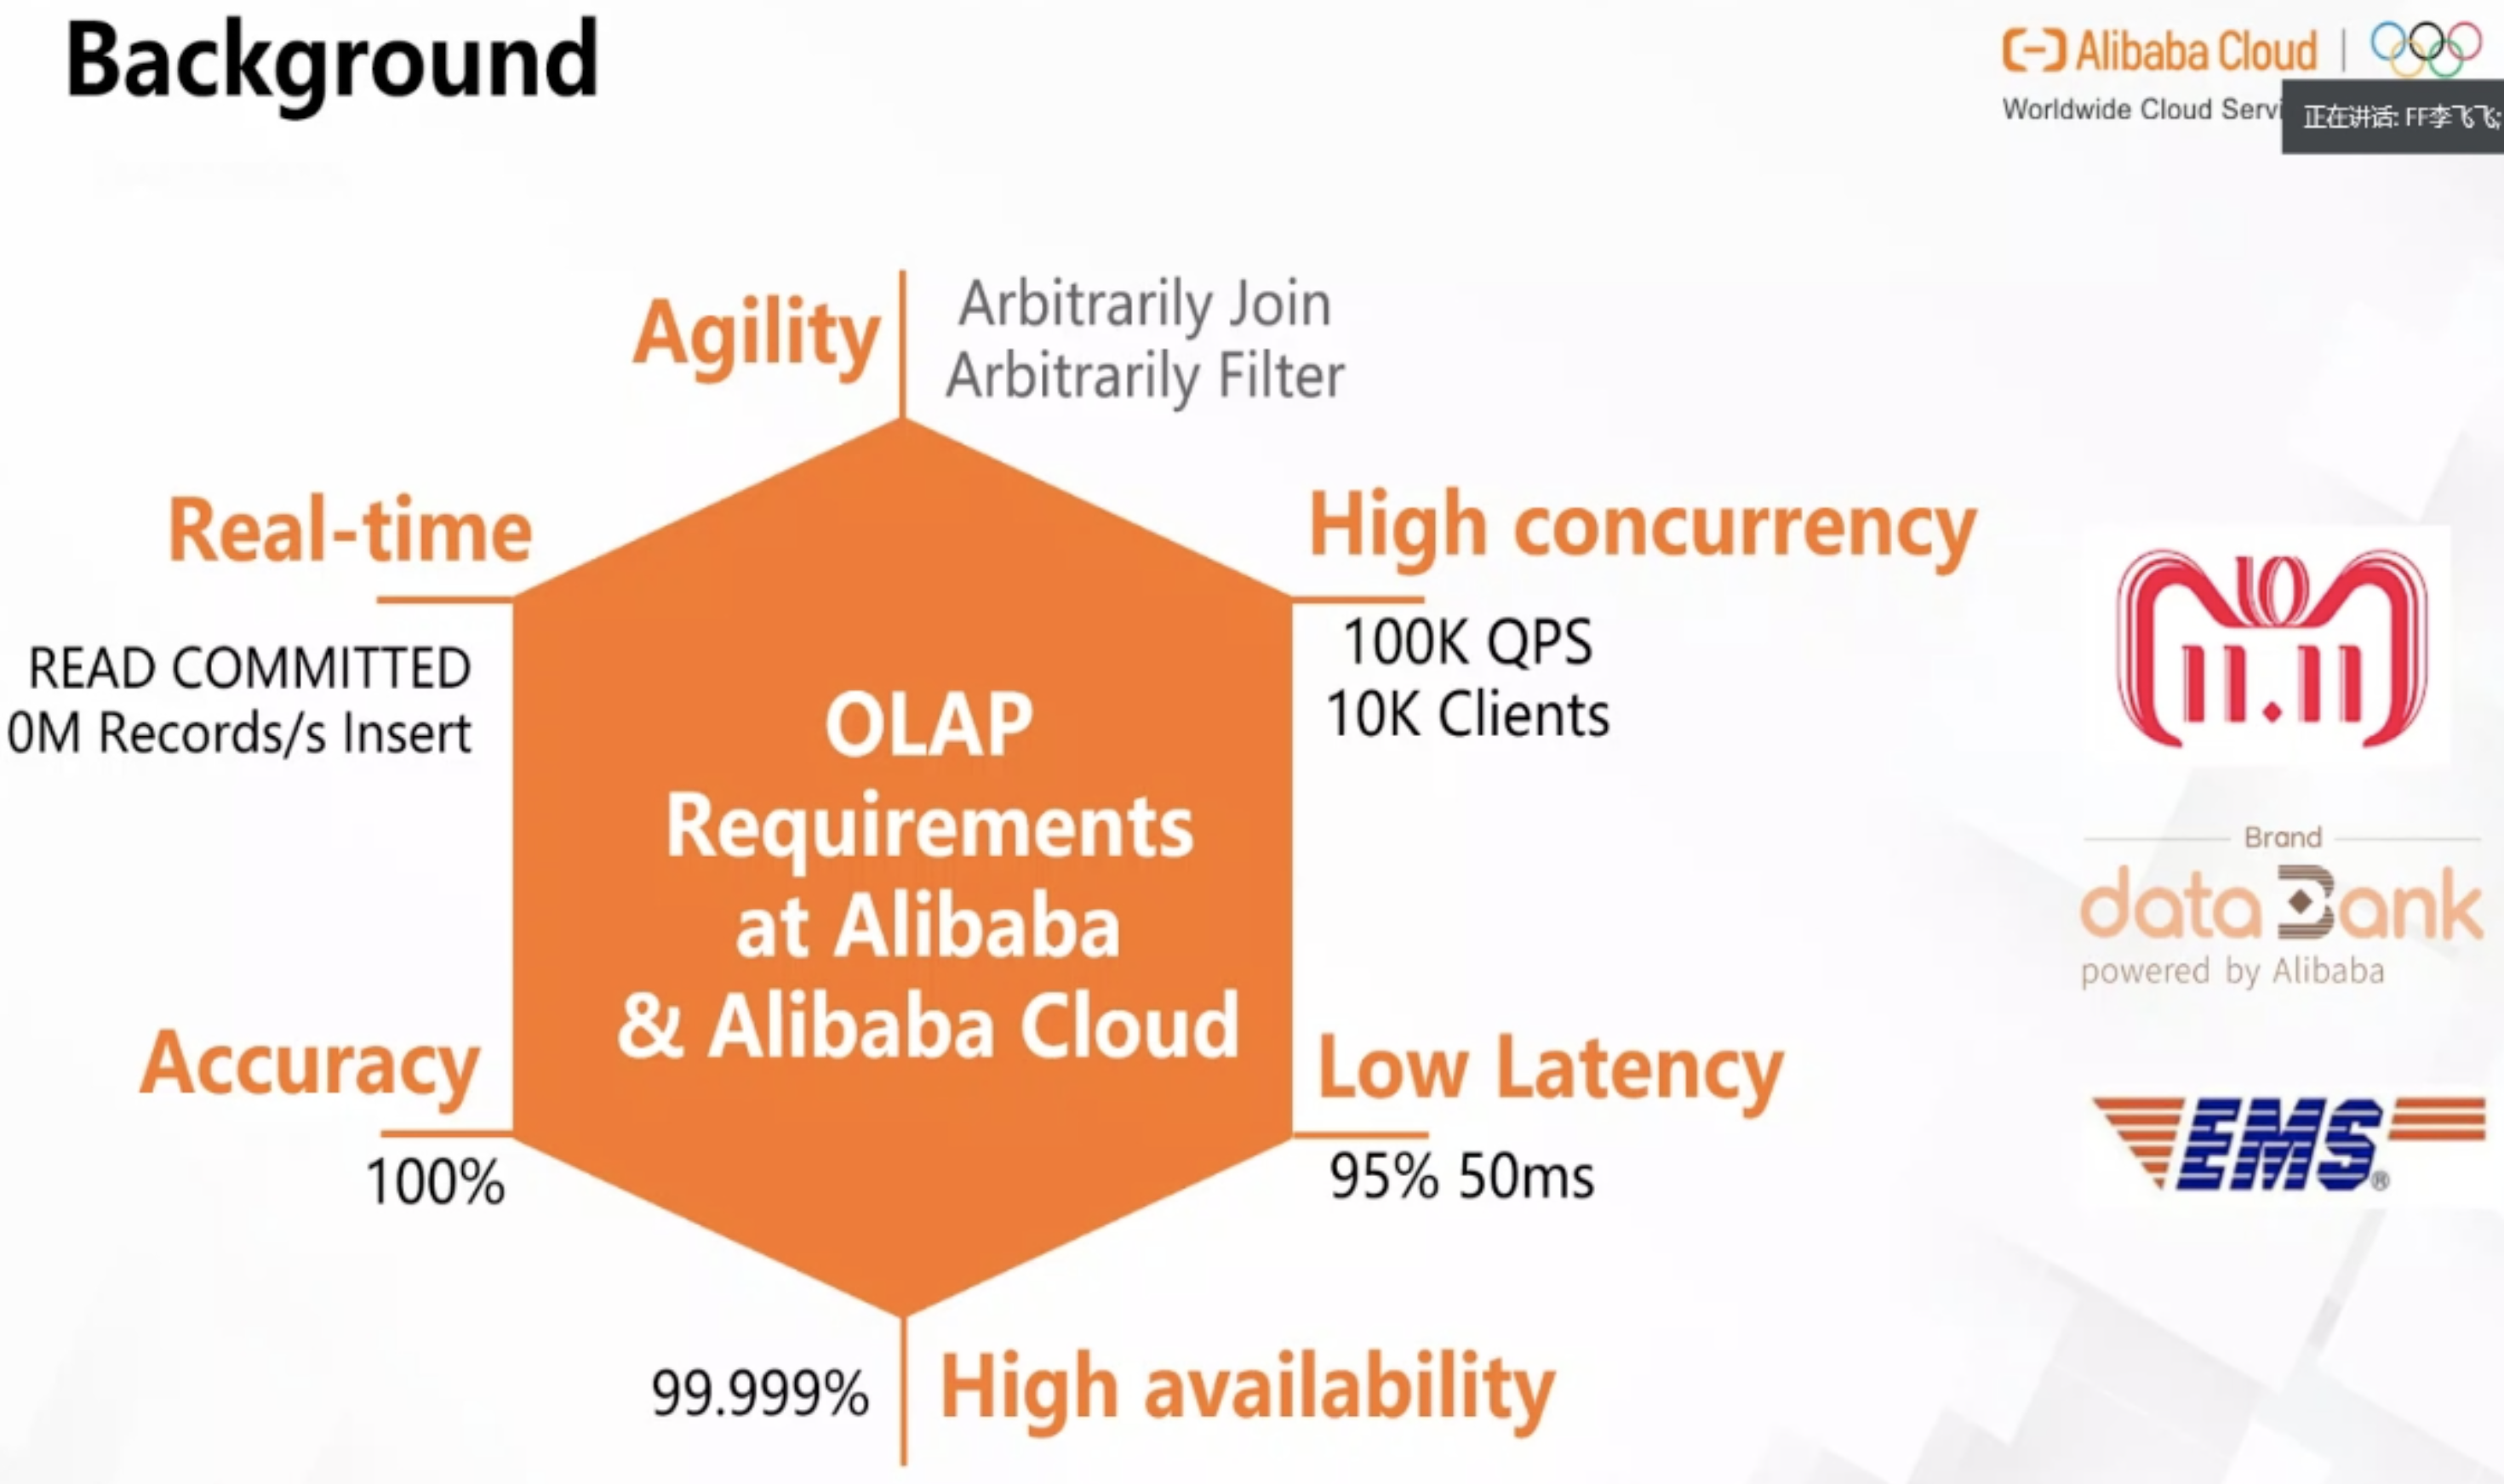 Background
Alibaba Cloud |
Worldwide Cloud Servi
正在讲话: FF李飞飞;
Agility
Arbitrarily Join
Arbitrarily Filter
Real-time
READ COMMITTED
0M Records/s Insert
High concurrency
100K QPS
10K Clients
OLAP
Requirements
at Alibaba
& Alibaba Cloud
10
11.11
Brand
dataBank
powered by Alibaba
Accuracy
100%
Low Latency
95% 50ms
EMS®
99.999%
High availability